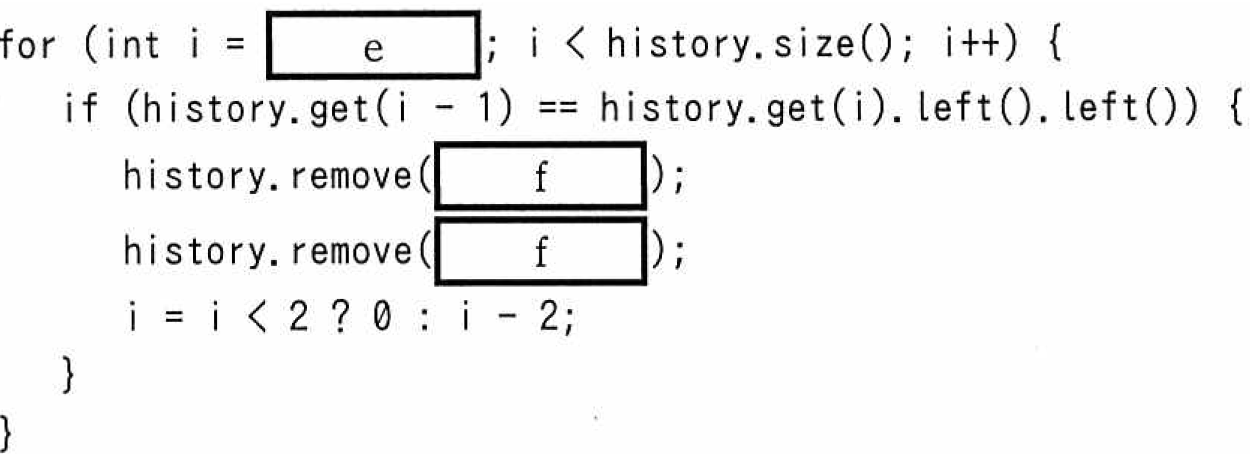 for (int i = e ; i < history.size(); i++) {
if (history.get(i - 1) == history.get(i).left().left()) {
history.remove( f );
history.remove( f );
i = i < 2 ? 0 : i - 2;
}
}